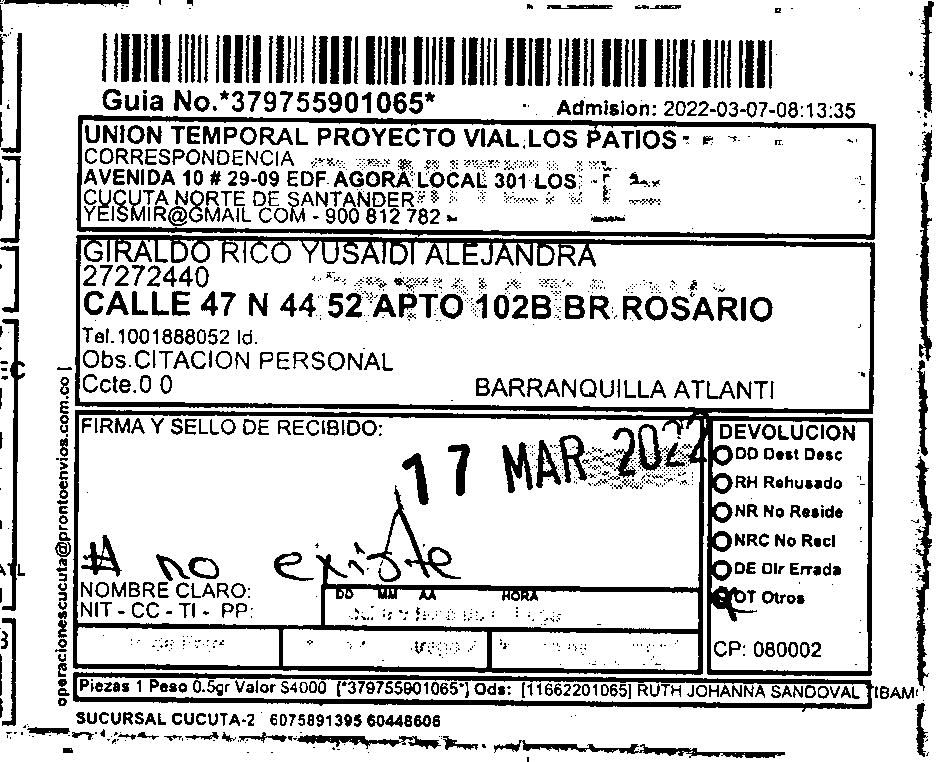 Guia No.*379755901065*
Admision: 2022-03-07-08:13:35
UNION TEMPORAL PROYECTO VIAL LOS PATIOS
CORRESPONDENCIA
AVENIDA 10 # 29-09 EDF AGORA LOCAL 301 LOS
CUCUTA NORTE DE SANTANDER
YEISMIR@GMAIL COM - 900 812 782
GIRALDO RICO YUSAIDI ALEJANDRA
27272440
CALLE 47 N 44 52 APTO 102B BR ROSARIO
Tel.1001888052 Id.
Obs.CITACION PERSONAL
Ccte.0 0
BARRANQUILLA ATLANTI
operacionescucuta@prontoenvios.com.co
FIRMA Y SELLO DE RECIBIDO:
17 MAR 2022
# no existe
NOMBRE CLARO:
NIT - CC - TI - PP:
DD MM AA HORA
DEVOLUCION
DD Dest Desc
RH Rehusado
NR No Reside
NRC No Recl
DE Dir Errada
OT Otros
CP: 080002
Piezas 1 Peso 0.5gr Valor $4000 [*379755901065*] Ods: [11662201065] RUTH JOHANNA SANDOVAL TIBAM
SUCURSAL CUCUTA-2 6075891395 60448606